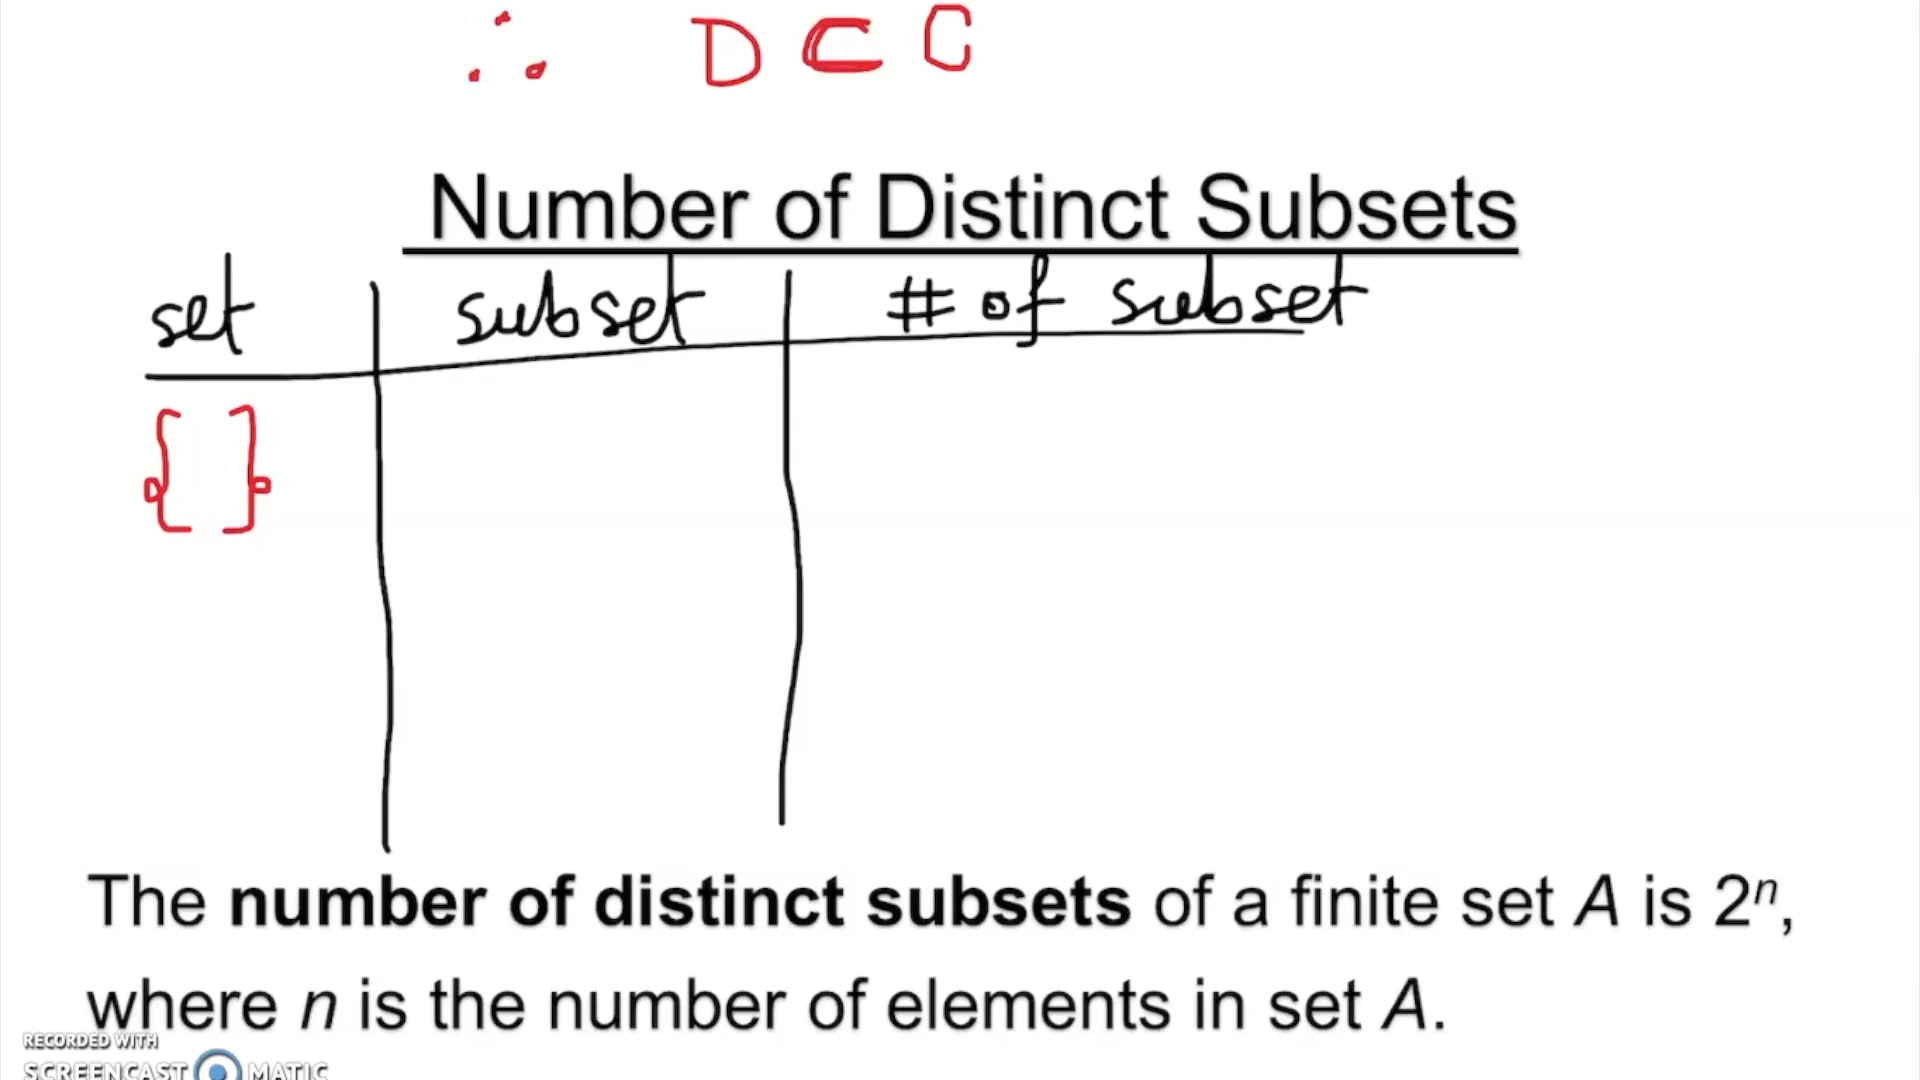 ∴ D ⊂ C
Number of Distinct Subsets
set subset # of subset
{ }
The number of distinct subsets of a finite set A is 2ⁿ,
where n is the number of elements in set A.
RECORDED WITH
SCREENCAST MATIC